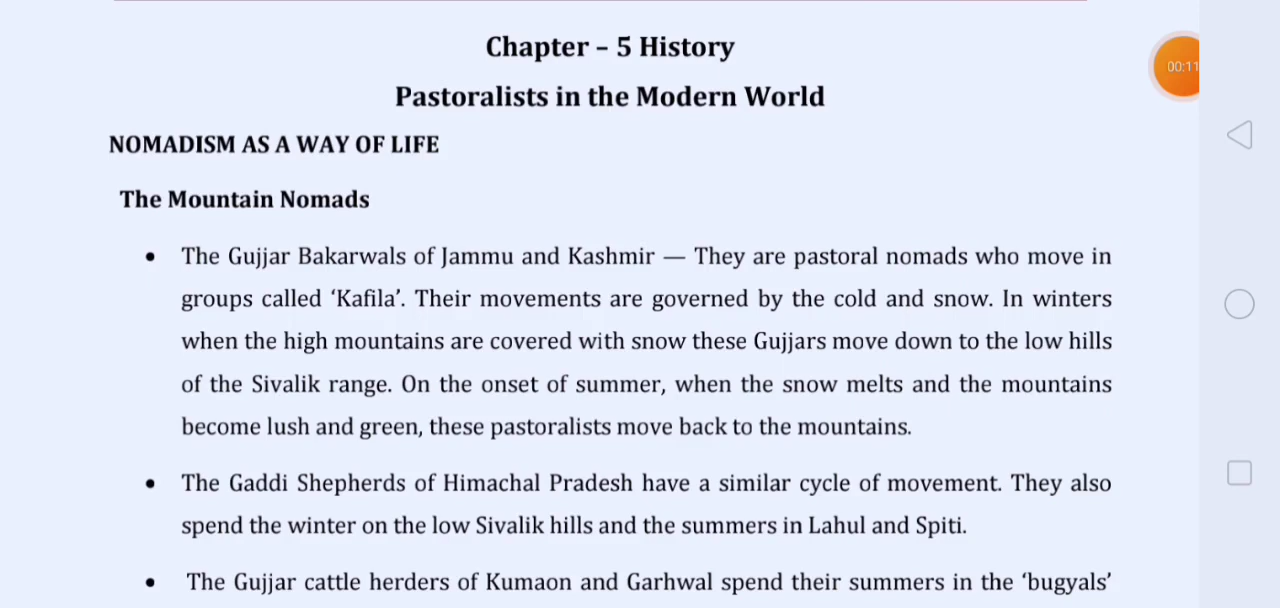 Chapter – 5 History
00:11
Pastoralists in the Modern World
NOMADISM AS A WAY OF LIFE
The Mountain Nomads
• The Gujjar Bakarwals of Jammu and Kashmir — They are pastoral nomads who move in
groups called ‘Kafila’. Their movements are governed by the cold and snow. In winters
when the high mountains are covered with snow these Gujjars move down to the low hills
of the Sivalik range. On the onset of summer, when the snow melts and the mountains
become lush and green, these pastoralists move back to the mountains.
• The Gaddi Shepherds of Himachal Pradesh have a similar cycle of movement. They also
spend the winter on the low Sivalik hills and the summers in Lahul and Spiti.
• The Gujjar cattle herders of Kumaon and Garhwal spend their summers in the ‘bugyals’